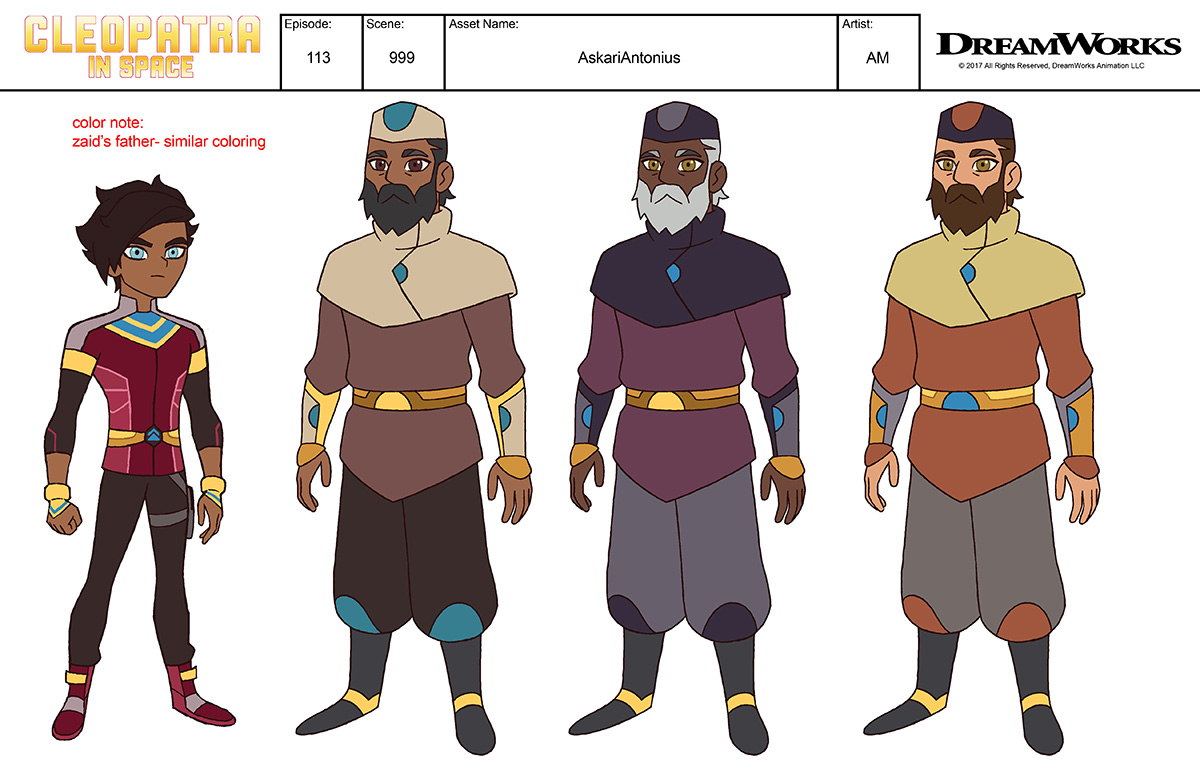 CLEOPATRA
IN SPACE
Episode:
113
Scene:
999
Asset Name:
AskariAntonius
Artist:
AM
DREAMWORKS
© 2017 All Rights Reserved, DreamWorks Animation LLC
color note:
zaid's father- similar coloring